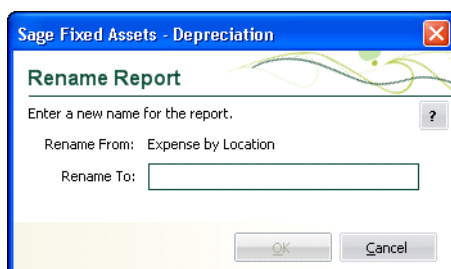 Sage Fixed Assets - Depreciation
Rename Report
Enter a new name for the report.
?
Rename From: Expense by Location
Rename To:
OK Cancel